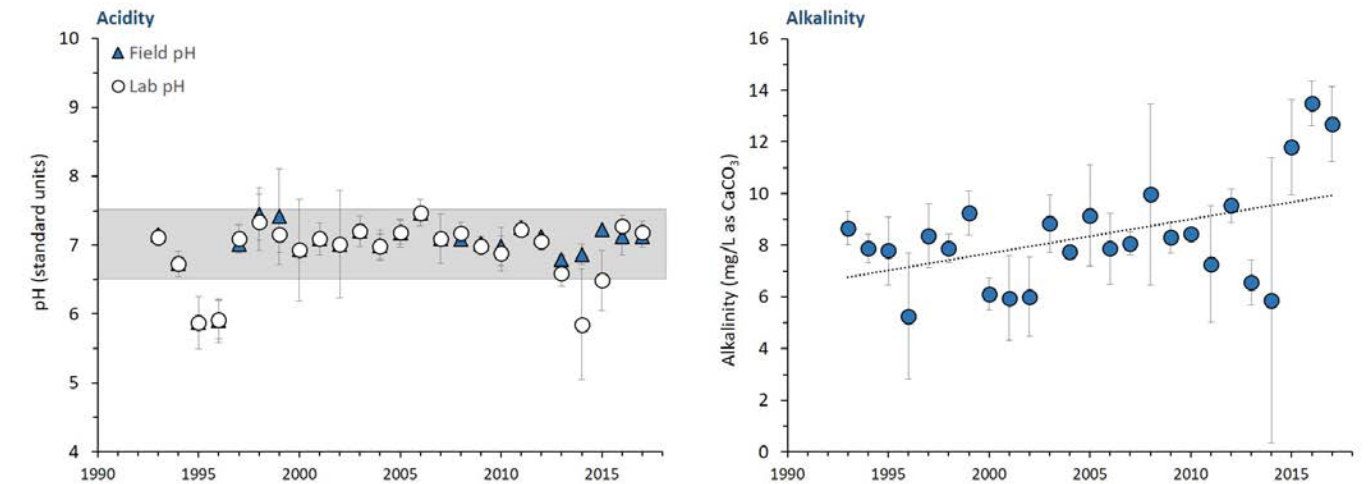 Acidity
10
9
8
7
6
5
4
pH (standard units)
Field pH
Lab pH
1990 1995 2000 2005 2010 2015
Alkalinity
16
14
12
10
8
6
4
2
0
Alkalinity (mg/L as CaCO₃)
1990 1995 2000 2005 2010 2015